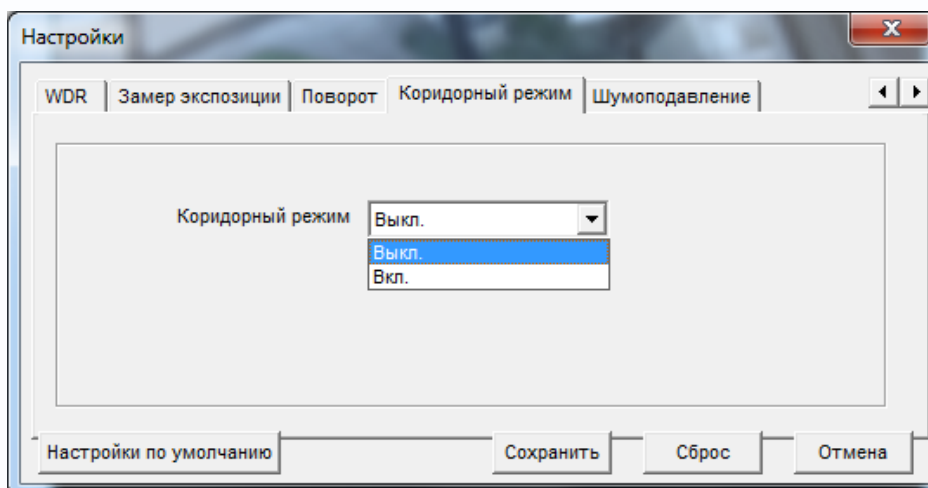 Настройки
WDR Замер экспозиции Поворот Коридорный режим Шумоподавление
Коридорный режим Выкл.
Выкл.
Вкл.
Настройки по умолчанию Сохранить Сброс Отмена